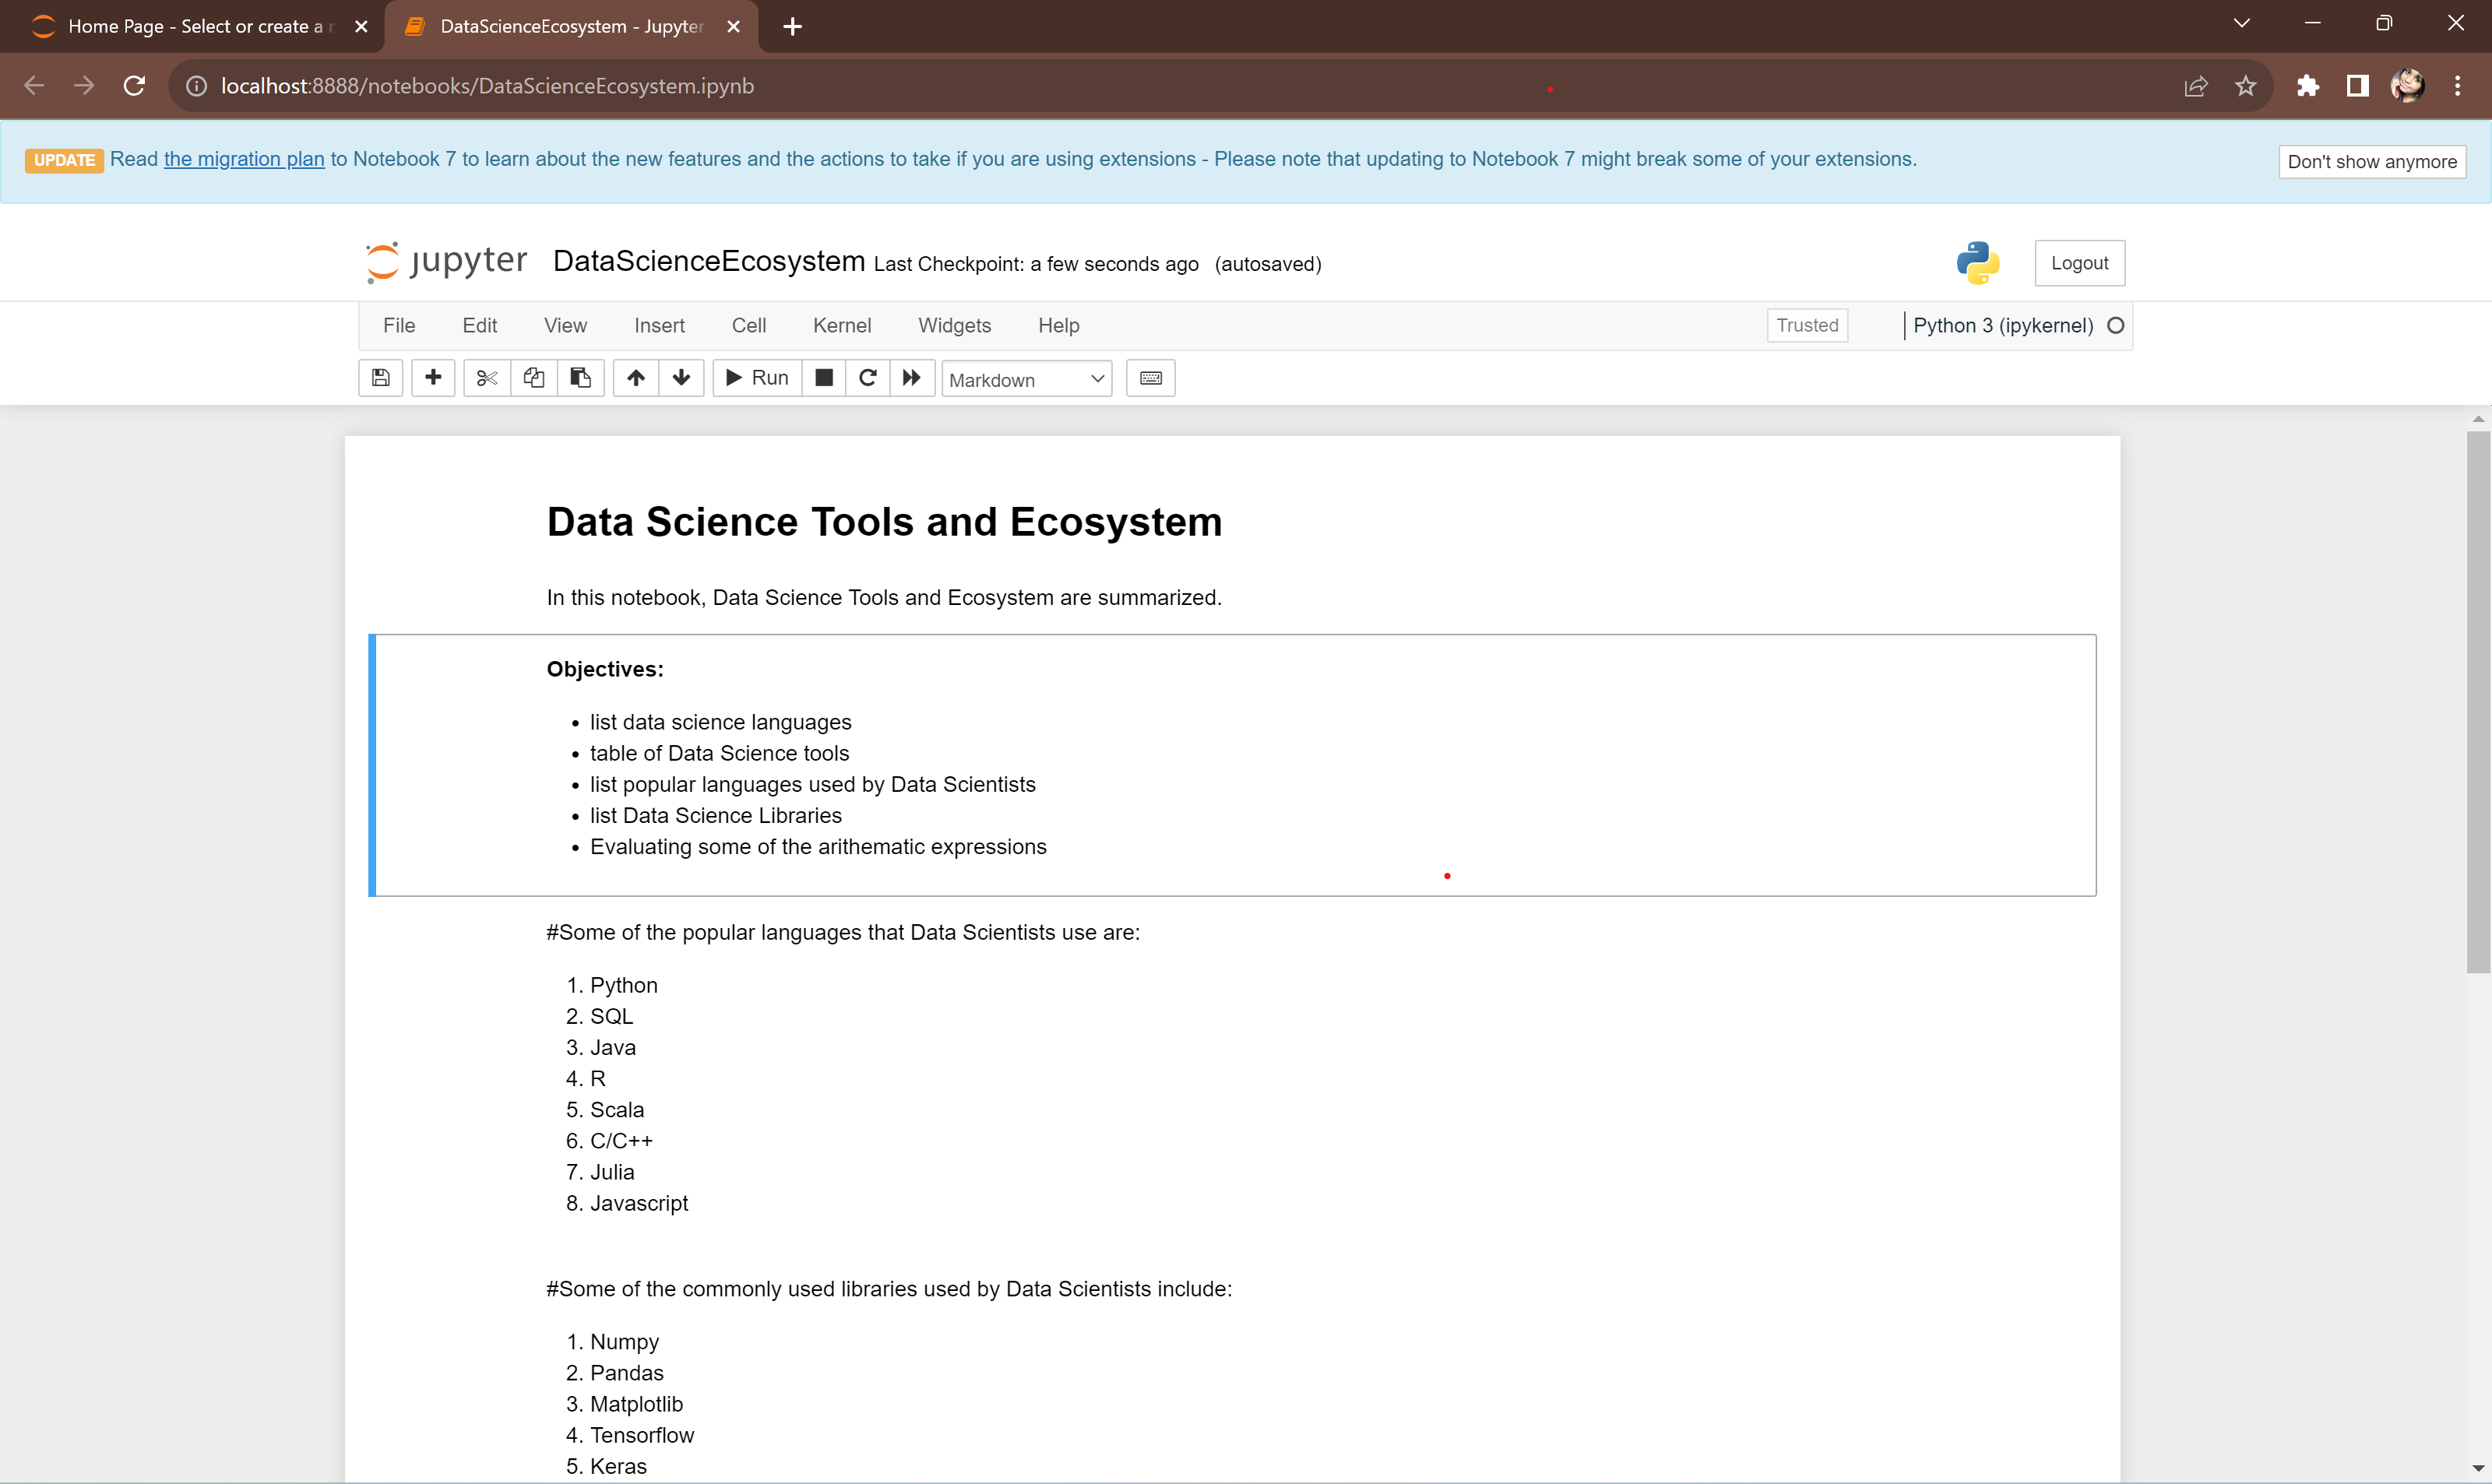 Home Page - Select or create a
DataScienceEcosystem - Jupyter
localhost:8888/notebooks/DataScienceEcosystem.ipynb
UPDATE Read the migration plan to Notebook 7 to learn about the new features and the actions to take if you are using extensions - Please note that updating to Notebook 7 might break some of your extensions.
Don't show anymore
jupyter DataScienceEcosystem Last Checkpoint: a few seconds ago (autosaved)
Logout
File Edit View Insert Cell Kernel Widgets Help
Trusted
Python 3 (ipykernel)
Run
Markdown
Data Science Tools and Ecosystem
In this notebook, Data Science Tools and Ecosystem are summarized.
Objectives:
• list data science languages
• table of Data Science tools
• list popular languages used by Data Scientists
• list Data Science Libraries
• Evaluating some of the arithematic expressions
#Some of the popular languages that Data Scientists use are:
1. Python
2. SQL
3. Java
4. R
5. Scala
6. C/C++
7. Julia
8. Javascript
#Some of the commonly used libraries used by Data Scientists include:
1. Numpy
2. Pandas
3. Matplotlib
4. Tensorflow
5. Keras